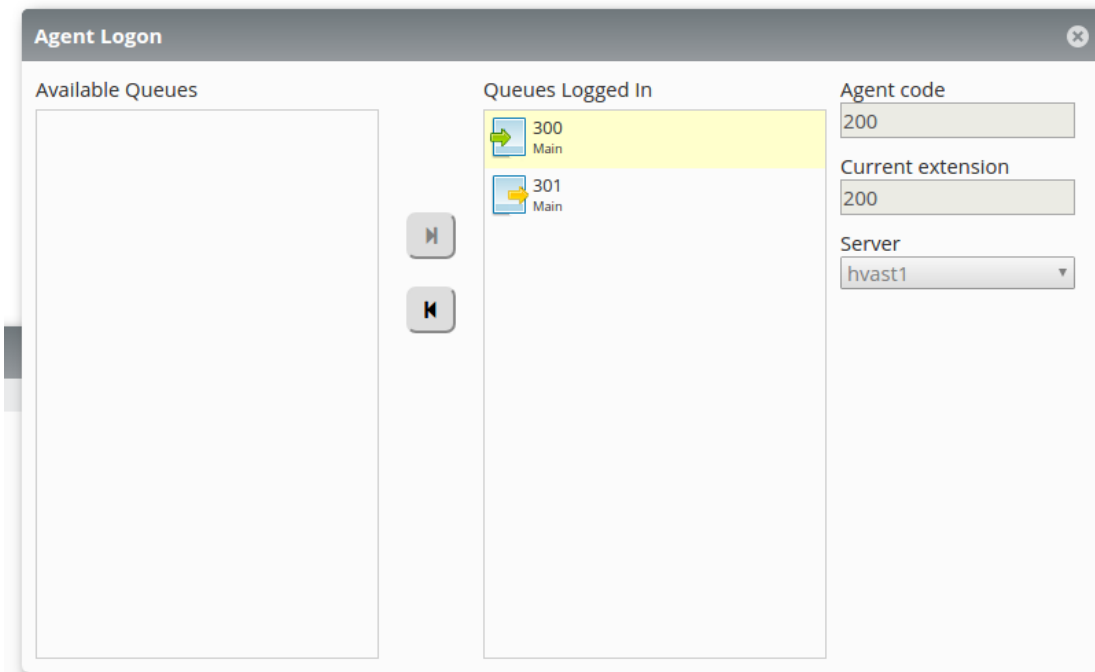 Agent Logon
Available Queues
Queues Logged In
300
Main
301
Main
Agent code
200
Current extension
200
Server
hvast1